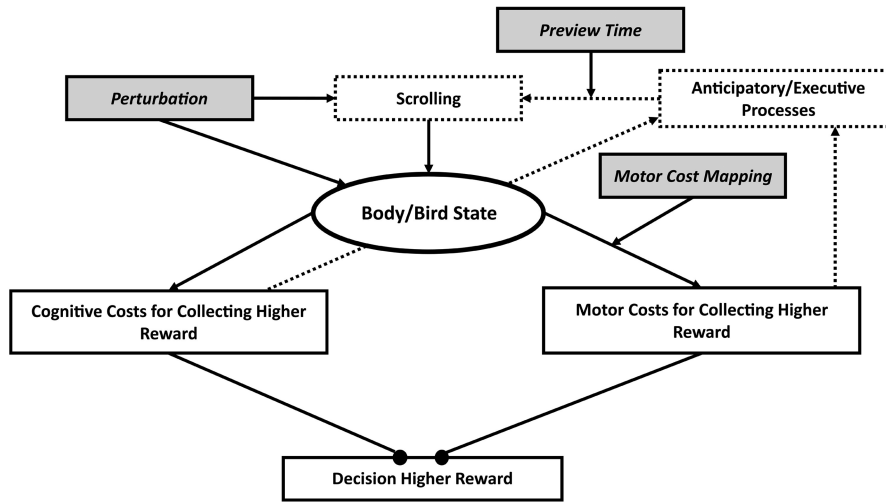 Preview Time
Perturbation
Scrolling
Anticipatory/Executive
Processes
Motor Cost Mapping
Body/Bird State
Cognitive Costs for Collecting Higher
Reward
Motor Costs for Collecting Higher
Reward
Decision Higher Reward